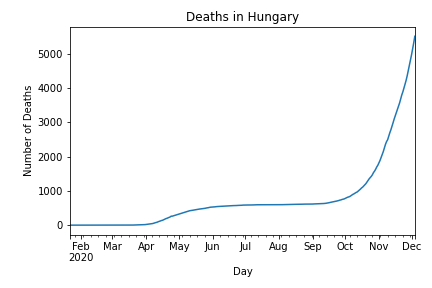 Deaths in Hungary
Number of Deaths
5000
4000
3000
2000
1000
0
Feb Mar Apr May Jun Jul Aug Sep Oct Nov Dec
2020
Day